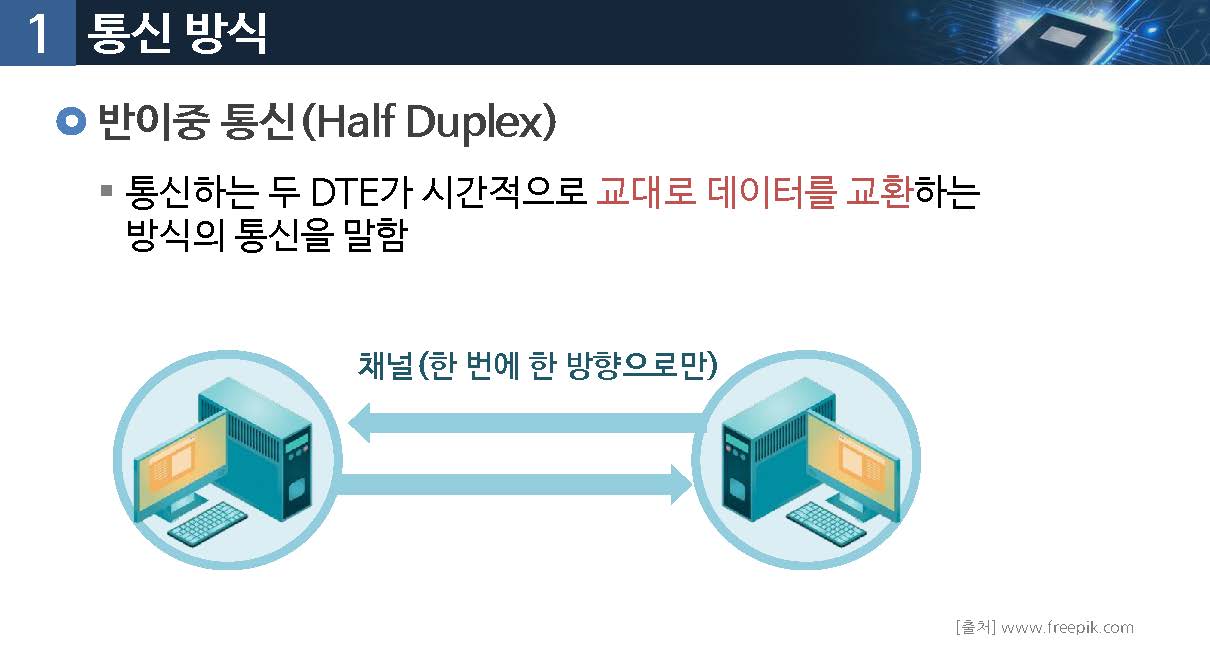 1 통신 방식
반이중 통신(Half Duplex)
통신하는 두 DTE가 시간적으로 교대로 데이터를 교환하는
방식의 통신을 말함
채널(한 번에 한 방향으로만)
[출처] www.freepik.com